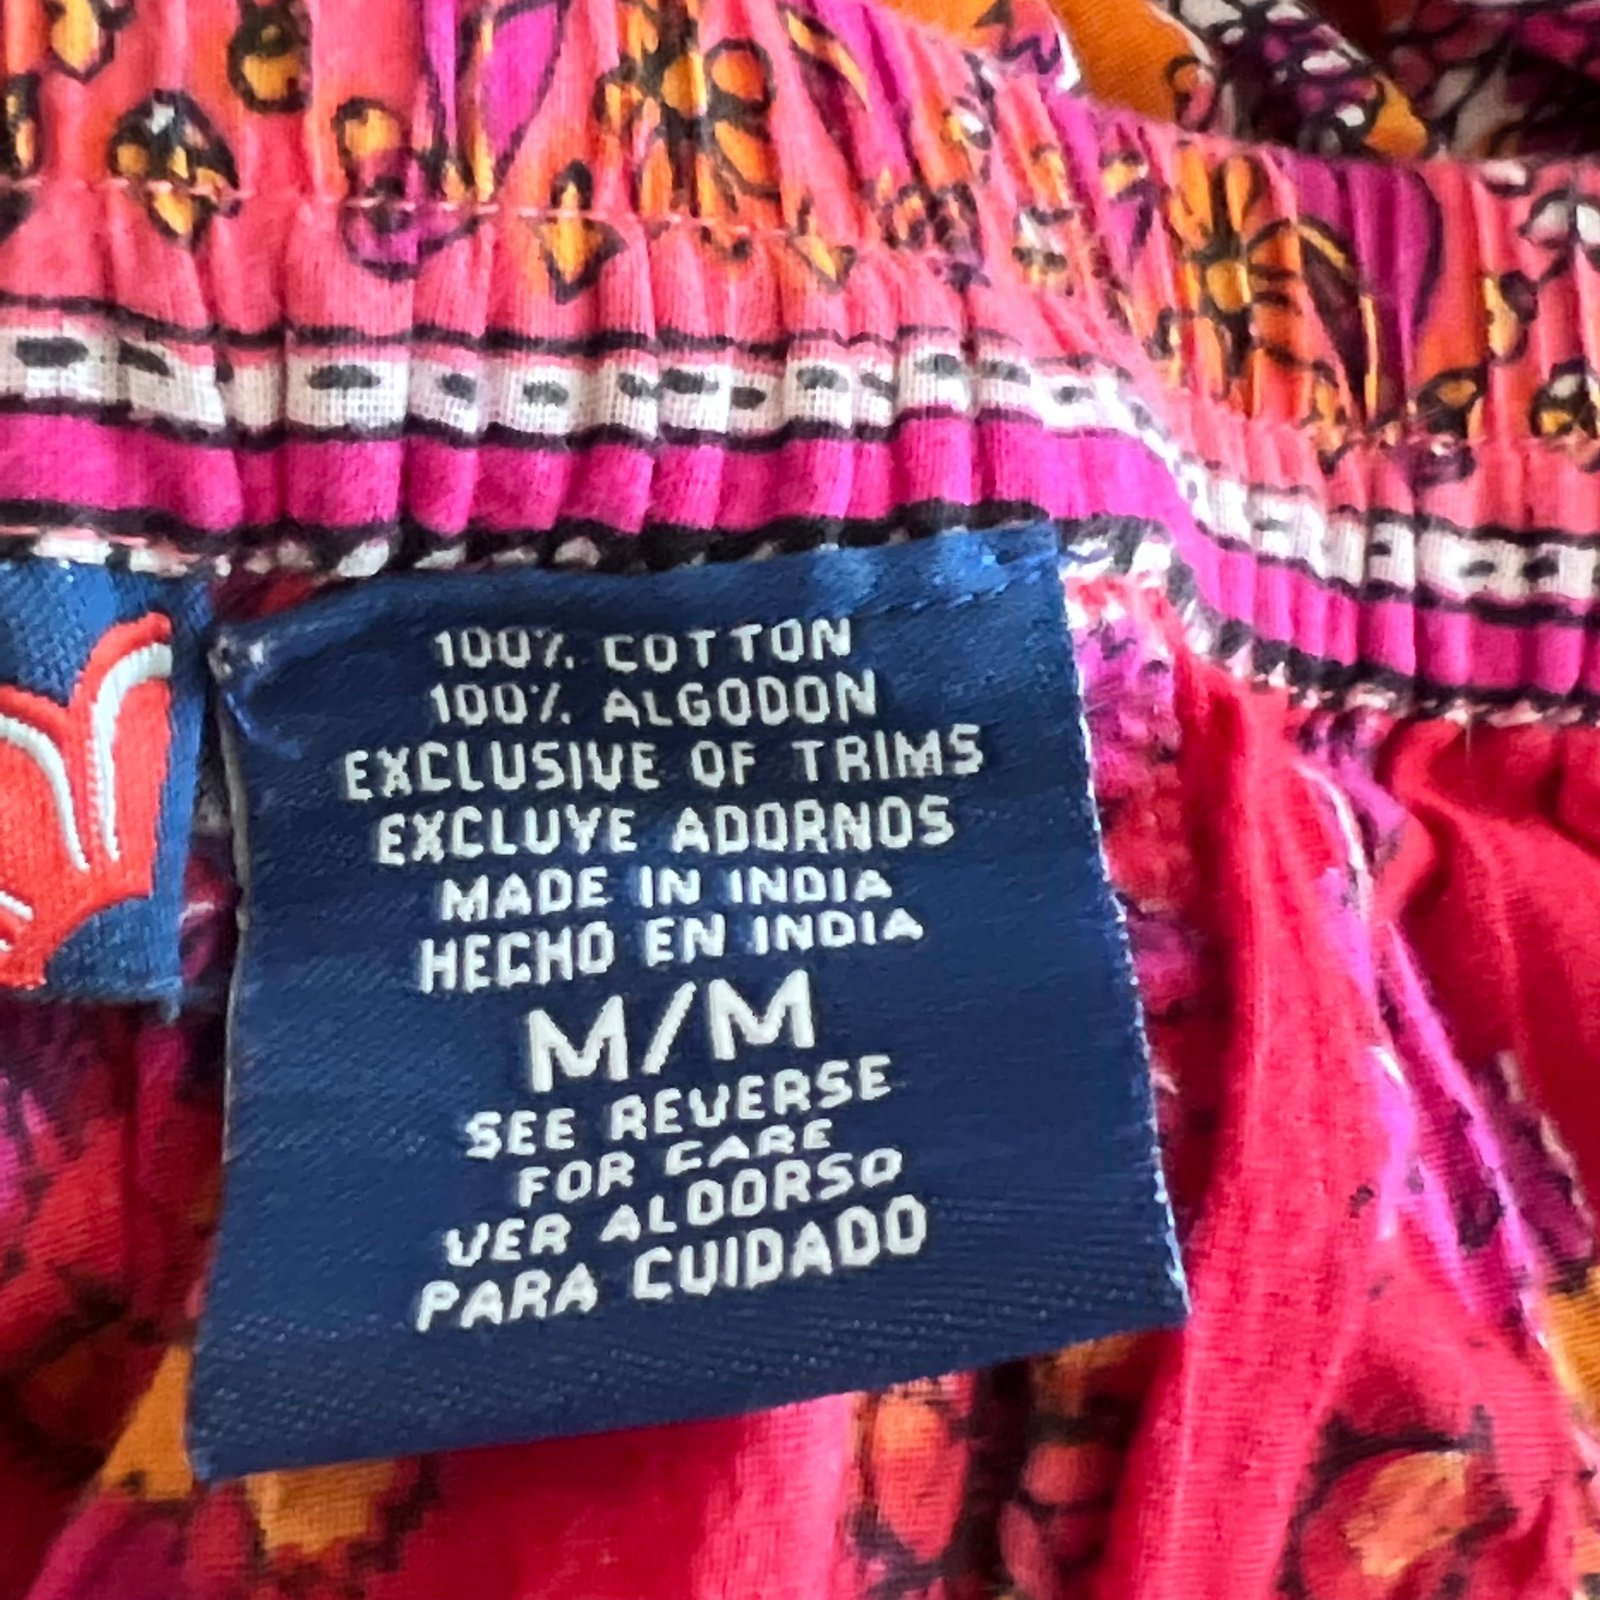 100% COTTON
100% ALGODON
EXCLUSIVE OF TRIMS
EXCLUYE ADORNOS
MADE IN INDIA
HECHO EN INDIA
M/M
SEE REVERSE
FOR CARE
VER ALDORSO
PARA CUIDADO